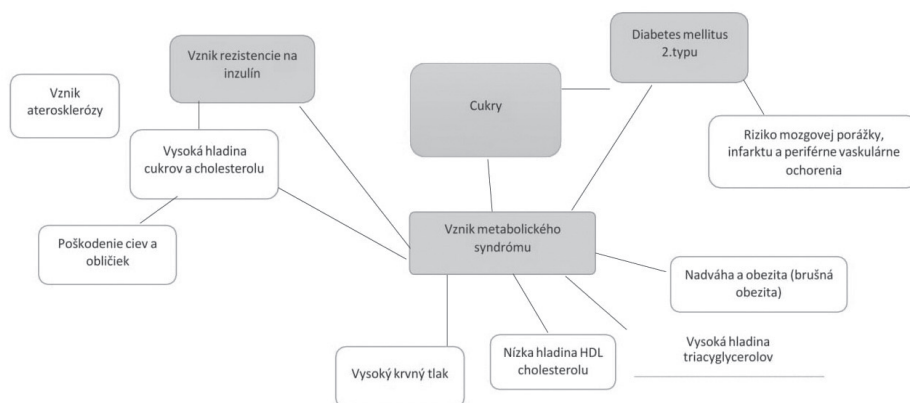 Diabetes mellitus
2.typu
Vznik rezistencie na
inzulín
Cukry
Vznik
aterosklerózy
Riziko mozgovej porážky,
infarktu a periférne vaskulárne
ochorenia
Vysoká hladina
cukrov a cholesterolu
Vznik metabolického
syndrómu
Poškodenie ciev a
obličiek
Nadváha a obezita (brušná
obezita)
Vysoká hladina
triacyglycerolov
Nízka hladina HDL
cholesterolu
Vysoký krvný tlak